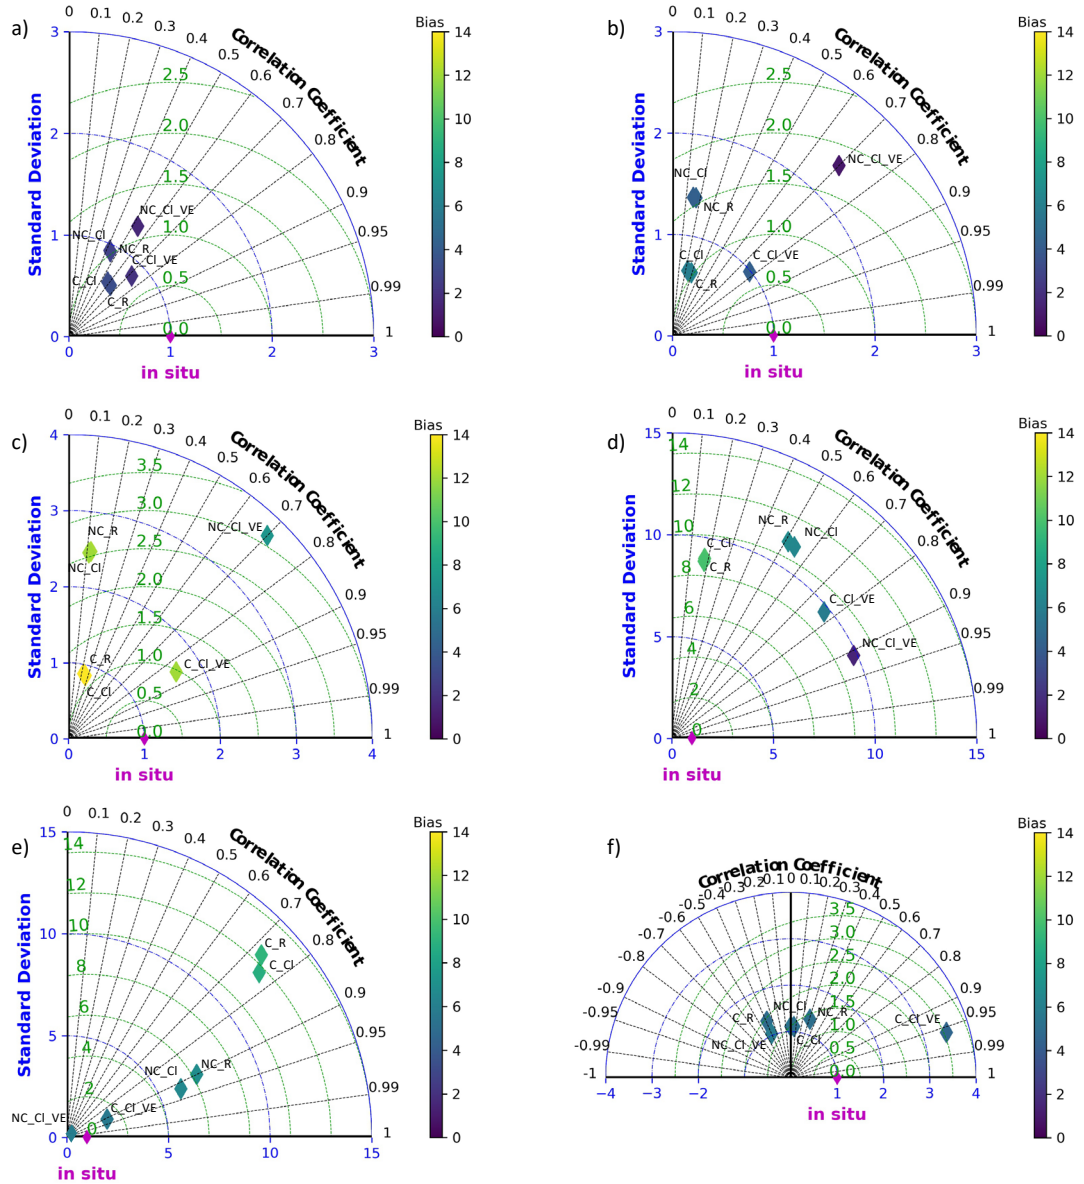 a)
0 0.1 0.2 0.3 0.4 0.5 0.6 0.7 0.8 0.9 0.95 0.99 1
Correlation Coefficient
Standard Deviation
3
2
1
0
0 1 2 3
2.5
2.0
1.5
1.0
0.5
0.0
NC_CI_VE
NC_CI
NC_R
C_CI_VE
C_CI
C_R
in situ
Bias
14
12
10
8
6
4
2
0
b)
0 0.1 0.2 0.3 0.4 0.5 0.6 0.7 0.8 0.9 0.95 0.99 1
Correlation Coefficient
Standard Deviation
3
2
1
0
0 1 2 3
2.5
2.0
1.5
1.0
0.5
0.0
NC_CI_VE
NC_CI
NC_R
C_CI
C_CI_VE
C_R
in situ
Bias
14
12
10
8
6
4
2
0
c)
0 0.1 0.2 0.3 0.4 0.5 0.6 0.7 0.8 0.9 0.95 0.99 1
Correlation Coefficient
Standard Deviation
4
3
2
1
0
0 1 2 3 4
3.5
3.0
2.5
2.0
1.5
1.0
0.5
0.0
NC_CI_VE
NC_R
NC_CI
C_R
C_CI_VE
C_CI
in situ
Bias
14
12
10
8
6
4
2
0
d)
0 0.1 0.2 0.3 0.4 0.5 0.6 0.7 0.8 0.9 0.95 0.99 1
Correlation Coefficient
Standard Deviation
15
10
5
0
0 5 10 15
14
12
10
8
6
4
2
0
NC_R
NC_CI
C_CI
C_R
C_CI_VE
NC_CI_VE
in situ
Bias
14
12
10
8
6
4
2
0
e)
0 0.1 0.2 0.3 0.4 0.5 0.6 0.7 0.8 0.9 0.95 0.99 1
Correlation Coefficient
Standard Deviation
15
10
5
0
0 5 10 15
14
12
10
8
6
4
2
0
C_R
C_CI
NC_R
NC_CI
C_CI_VE
NC_CI_VE
in situ
Bias
14
12
10
8
6
4
2
0
f)
Correlation Coefficient
-1 -0.99 -0.95 -0.9 -0.8 -0.7 -0.6 -0.5 -0.4 -0.3 -0.2 -0.1 0 0.1 0.2 0.3 0.4 0.5 0.6 0.7 0.8 0.9 0.95 0.99 1
3.5
3.0
2.5
2.0
1.5
1.0
0.5
0.0
NC_CI
C_R
NC_R
C_CI_VE
NC_CI_VE
C_CI
−4 −3 −2 1 2 3 4
in situ
Bias
14
12
10
8
6
4
2
0